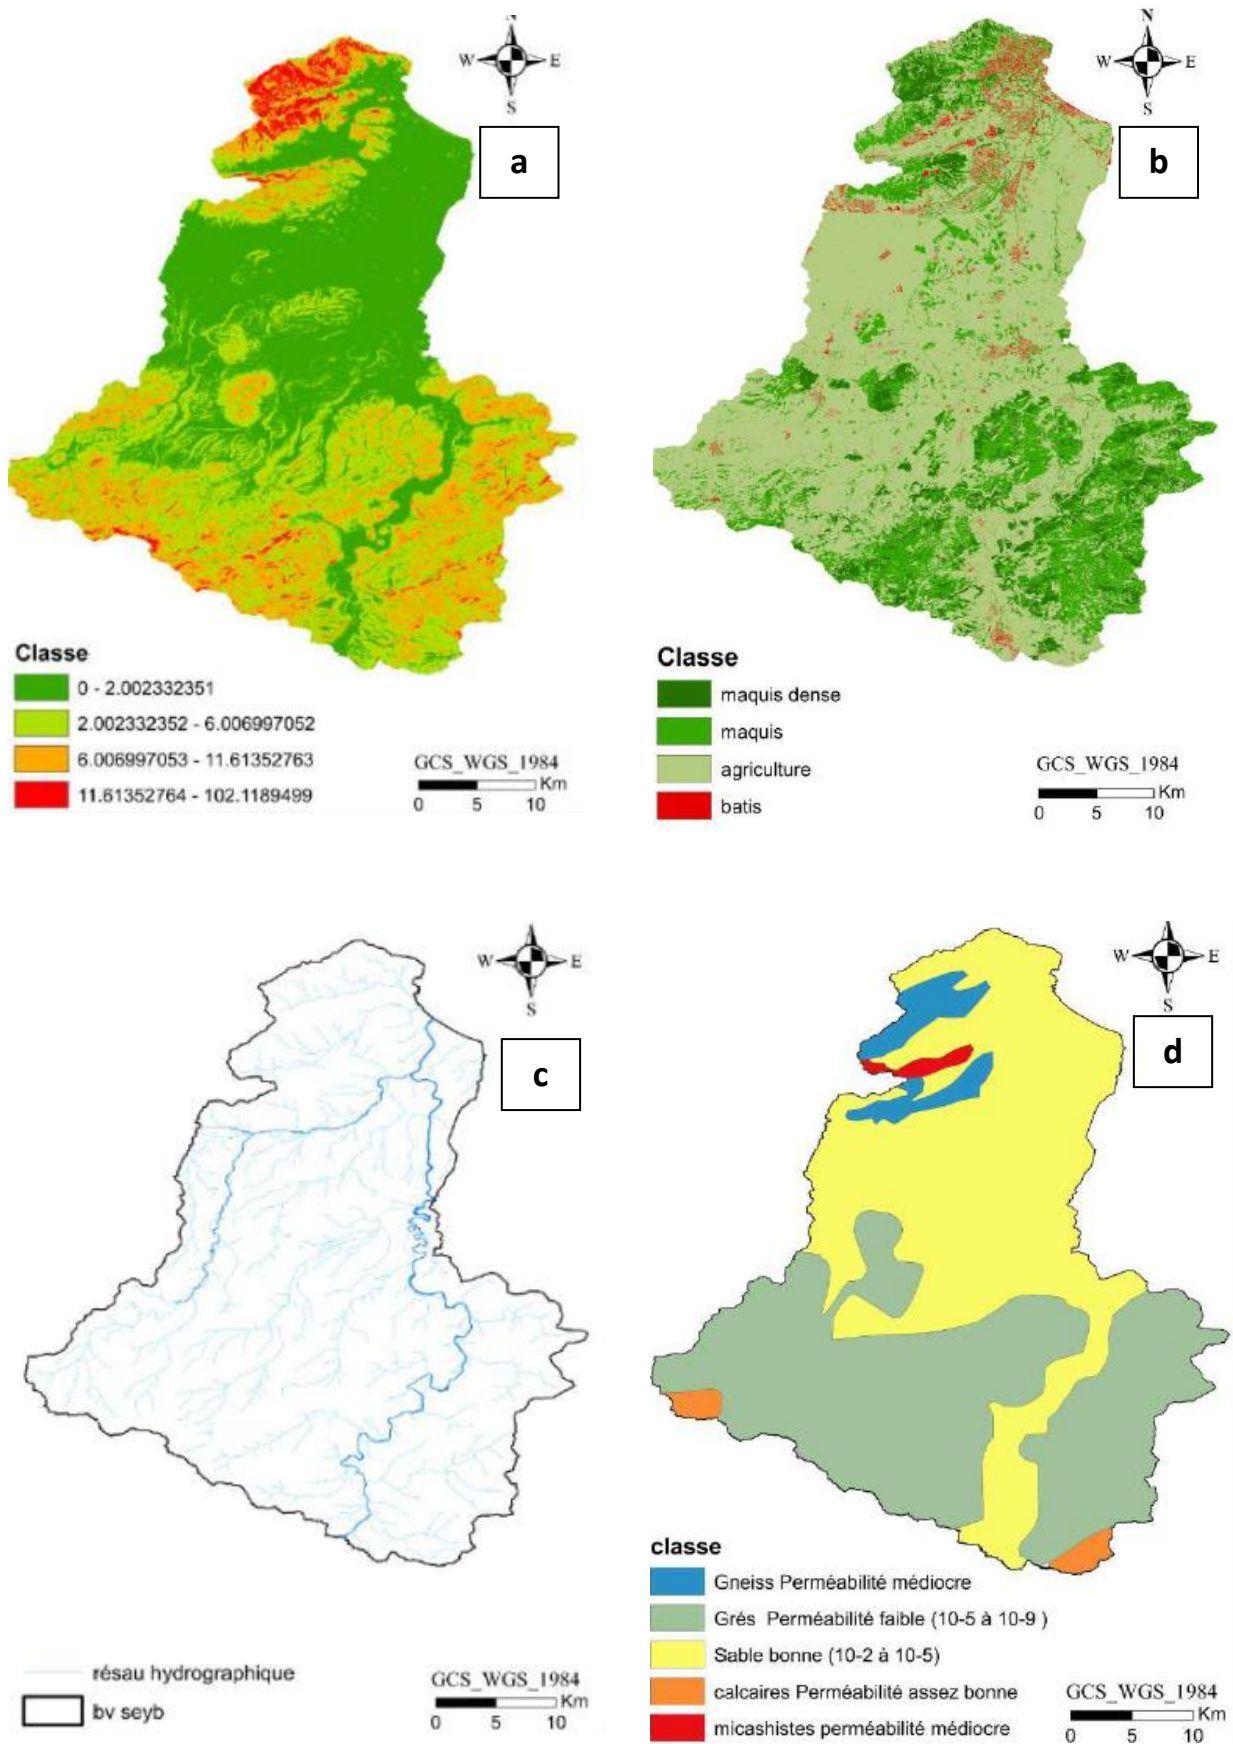 N
W E
S
a
Classe
0 - 2.002332351
2.002332352 - 6.006997052
6.006997053 - 11.61352763
11.61352764 - 102.1189499
GCS_WGS_1984
Km
0 5 10
N
W E
S
b
Classe
maquis dense
maquis
agriculture
batis
GCS_WGS_1984
Km
0 5 10
W E
S
c
résau hydrographique
bv seyb
GCS_WGS_1984
Km
0 5 10
W E
S
d
classe
Gneiss Perméabilité médiocre
Grés Perméabilité faible (10-5 à 10-9 )
Sable bonne (10-2 à 10-5)
calcaires Perméabilité assez bonne
micashistes perméabilité médiocre
GCS_WGS_1984
Km
0 5 10